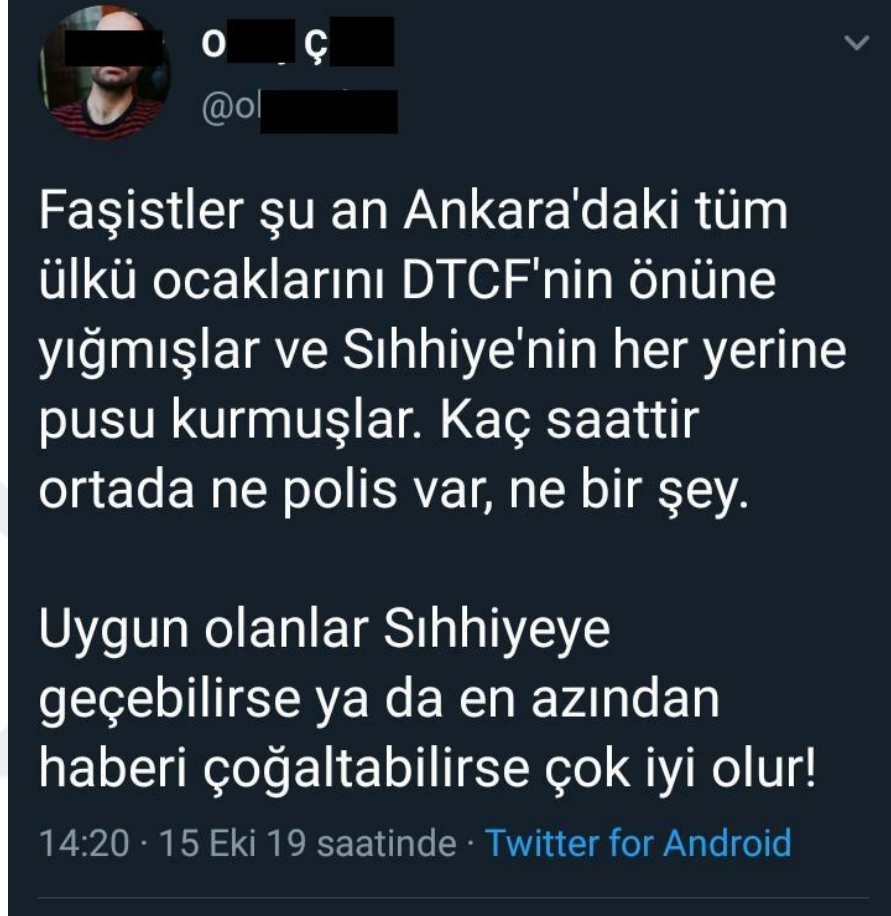 o Ç
@ol
Faşistler şu an Ankara'daki tüm
ülkü ocaklarını DTCF'nin önüne
yığmışlar ve Sıhhiye'nin her yerine
pusu kurmuşlar. Kaç saattir
ortada ne polis var, ne bir şey.
Uygun olanlar Sıhhiyeye
geçebilirse ya da en azından
haberi çoğaltabilirse çok iyi olur!
14:20 · 15 Eki 19 saatinde · Twitter for Android